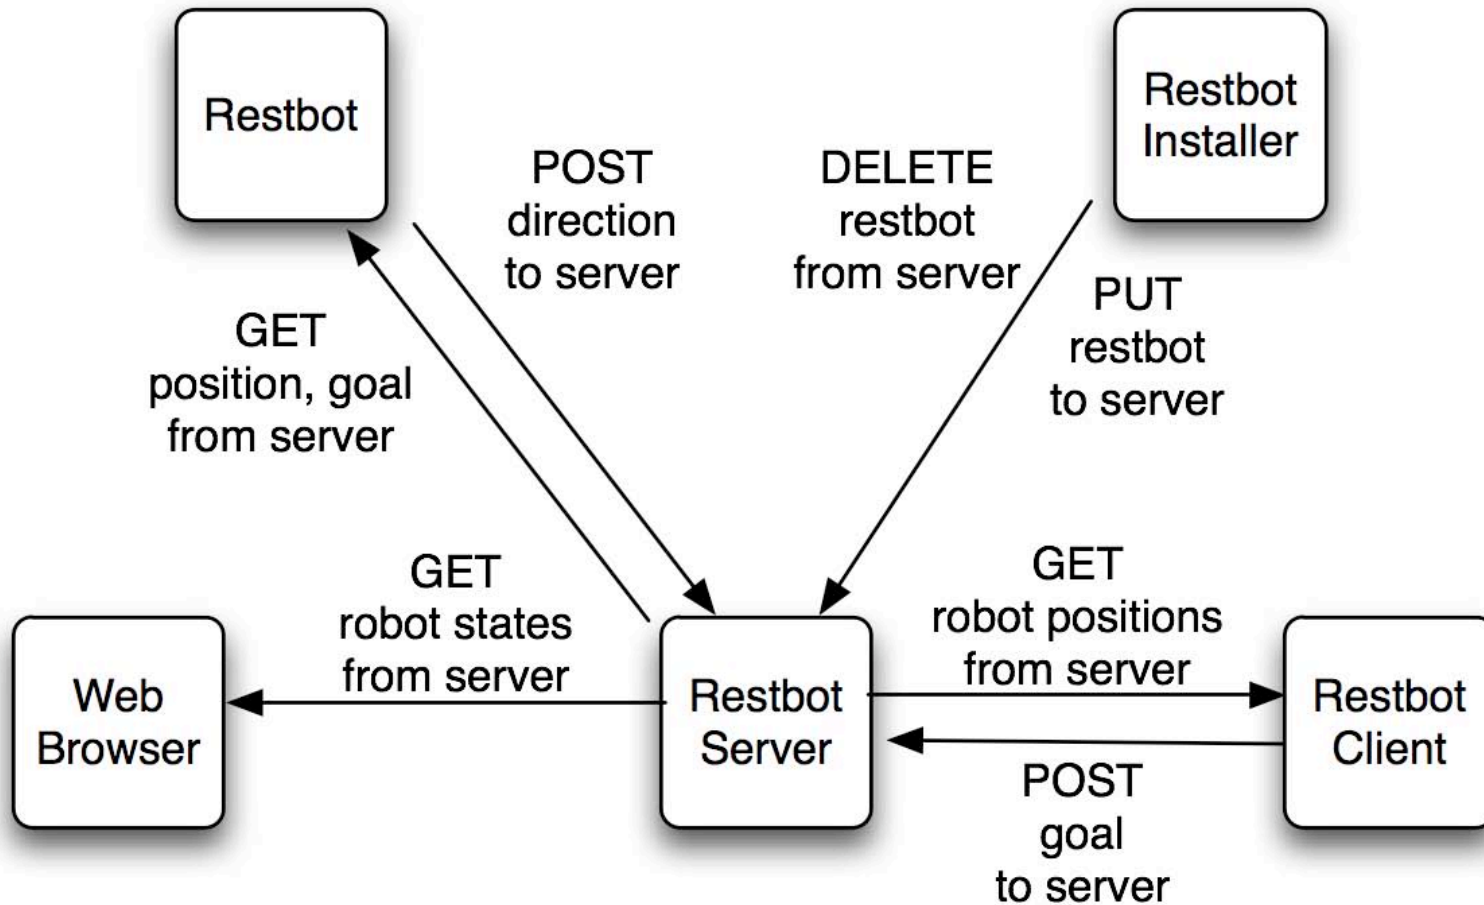 Restbot
Restbot
Installer
POST
direction
to server
DELETE
restbot
from server
PUT
restbot
to server
GET
position, goal
from server
GET
robot states
from server
GET
robot positions
from server
Web
Browser
Restbot
Server
Restbot
Client
POST
goal
to server